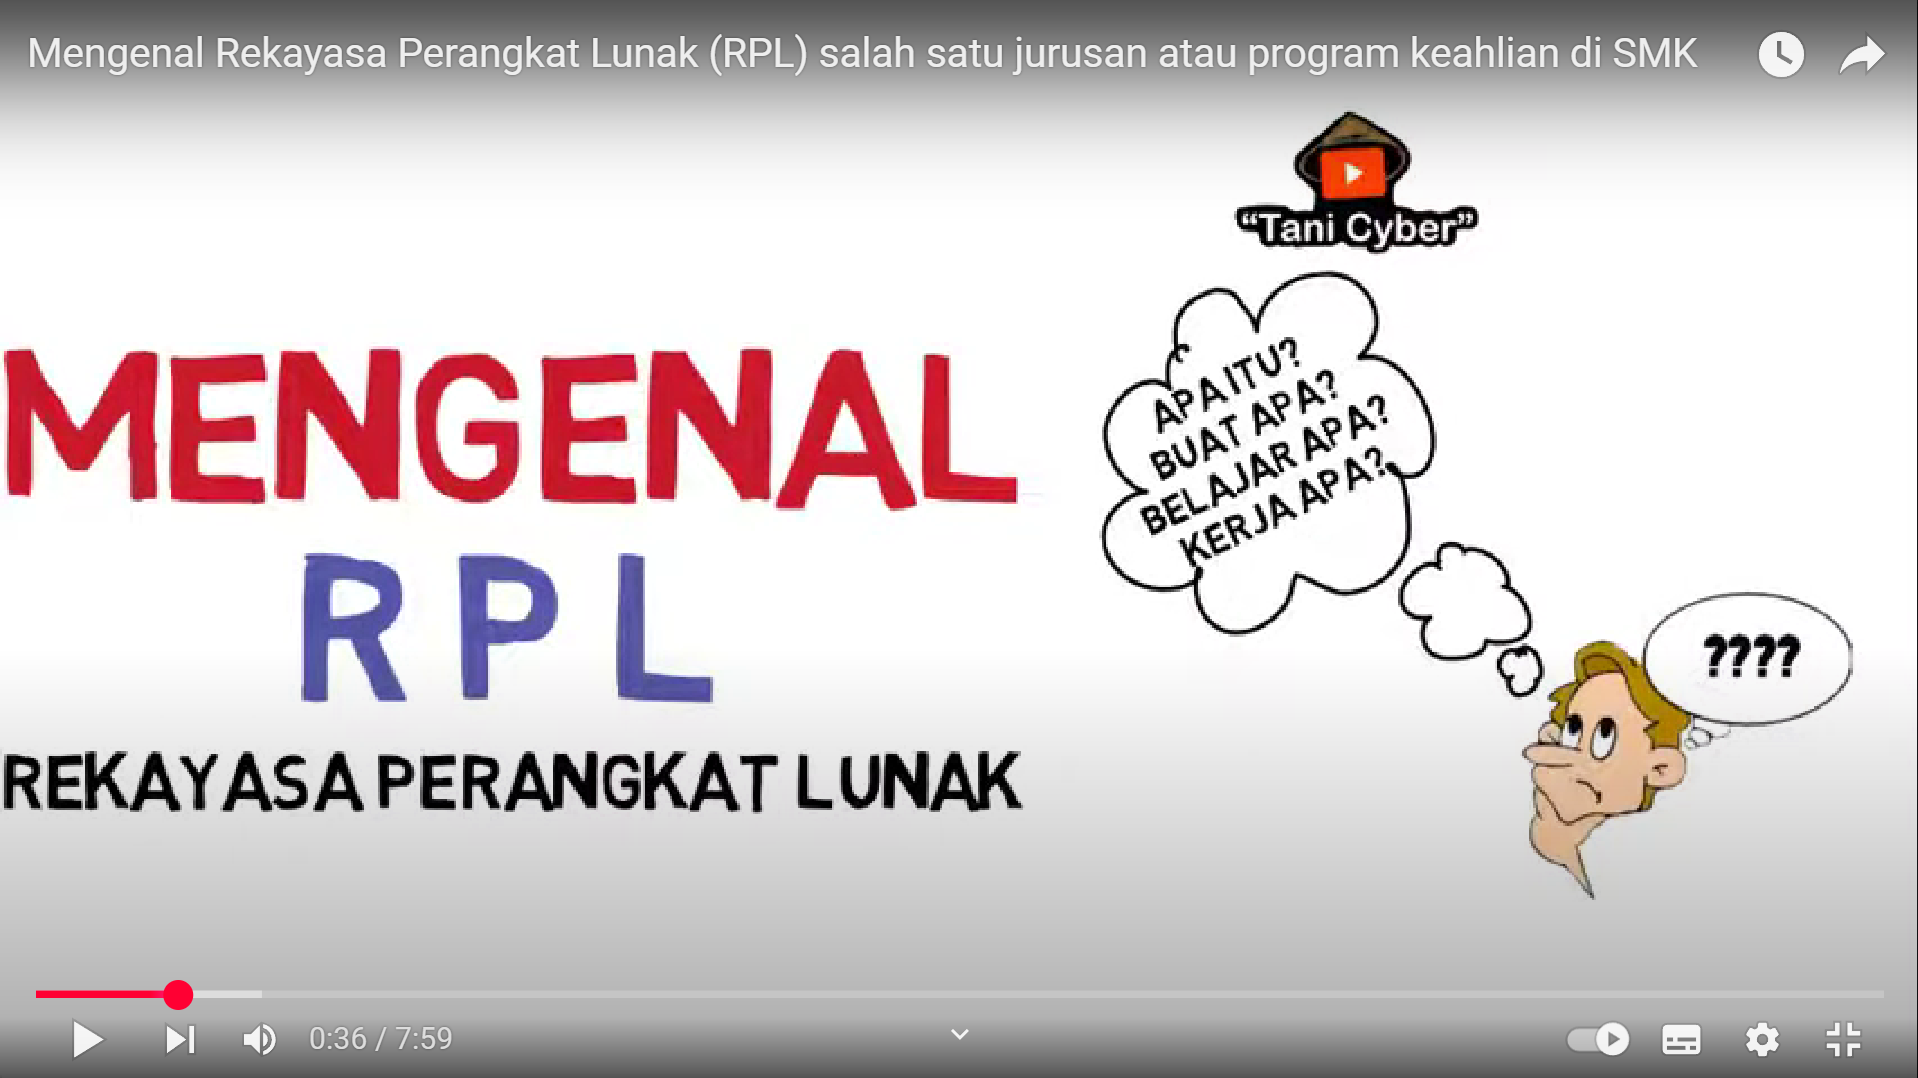 Mengenal Rekayasa Perangkat Lunak (RPL) salah satu jurusan atau program keahlian di SMK
“Tani Cyber”
MENGENAL
RPL
REKAYASA PERANGKAT LUNAK
APA ITU?
BUAT APA?
BELAJAR APA?
KERJA APA?
????
0:36 / 7:59